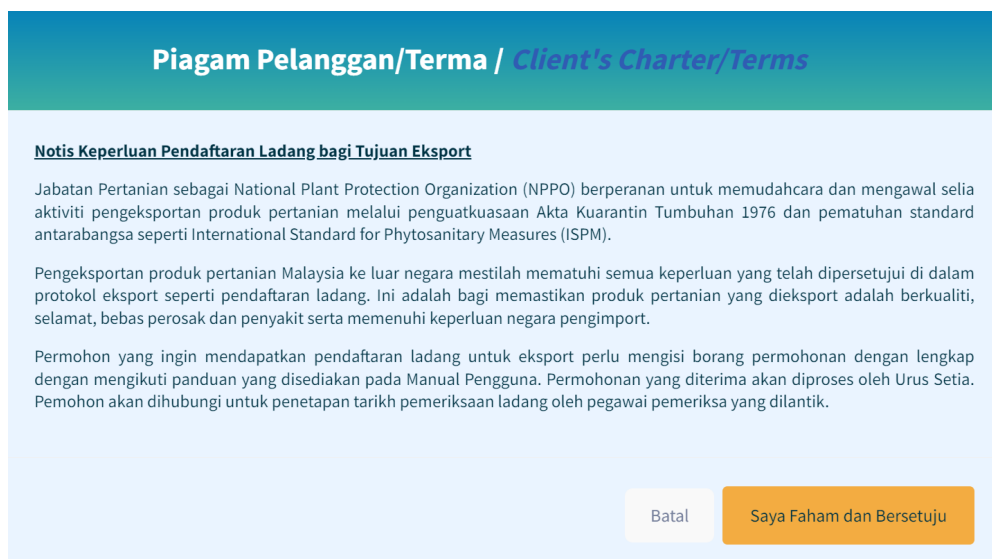 Piagam Pelanggan/Terma / Client's Charter/Terms
Notis Keperluan Pendaftaran Ladang bagi Tujuan Eksport
Jabatan Pertanian sebagai National Plant Protection Organization (NPPO) berperanan untuk memudahcara dan mengawal selia
aktiviti pengeksportan produk pertanian melalui penguatkuasaan Akta Kuarantin Tumbuhan 1976 dan pematuhan standard
antarabangsa seperti International Standard for Phytosanitary Measures (ISPM).
Pengeksportan produk pertanian Malaysia ke luar negara mestilah mematuhi semua keperluan yang telah dipersetujui di dalam
protokol eksport seperti pendaftaran ladang. Ini adalah bagi memastikan produk pertanian yang dieksport adalah berkualiti,
selamat, bebas perosak dan penyakit serta memenuhi keperluan negara pengimport.
Permohon yang ingin mendapatkan pendaftaran ladang untuk eksport perlu mengisi borang permohonan dengan lengkap
dengan mengikuti panduan yang disediakan pada Manual Pengguna. Permohonan yang diterima akan diproses oleh Urus Setia.
Pemohon akan dihubungi untuk penetapan tarikh pemeriksaan ladang oleh pegawai pemeriksa yang dilantik.
Batal
Saya Faham dan Bersetuju